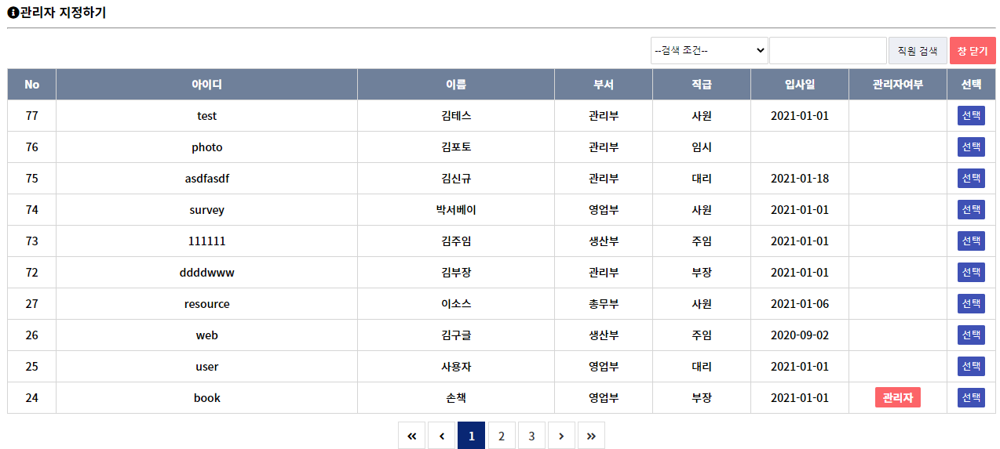 관리자 지정하기
--검색 조건-- 직원 검색 창 닫기
No 아이디 이름 부서 직급 입사일 관리자여부 선택
77 test 김테스 관리부 사원 2021-01-01 선택
76 photo 김포토 관리부 임시 선택
75 asdfasdf 김신규 관리부 대리 2021-01-18 선택
74 survey 박서베이 영업부 사원 2021-01-01 선택
73 111111 김주임 생산부 주임 2021-01-01 선택
72 ddddwww 김부장 관리부 부장 2021-01-01 선택
27 resource 이소스 총무부 사원 2021-01-06 선택
26 web 김구글 생산부 주임 2020-09-02 선택
25 user 사용자 영업부 대리 2021-01-01 선택
24 book 손책 영업부 부장 2021-01-01 관리자 선택
« ‹ 1 2 3 › »